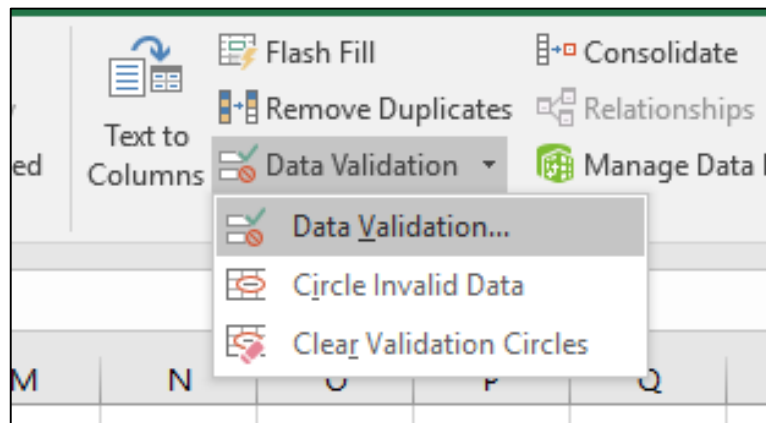 Flash Fill
Consolidate
Remove Duplicates
Relationships
Text to
Columns
ed
Data Validation
Manage Data
Data Validation...
Circle Invalid Data
Clear Validation Circles
M N O P Q